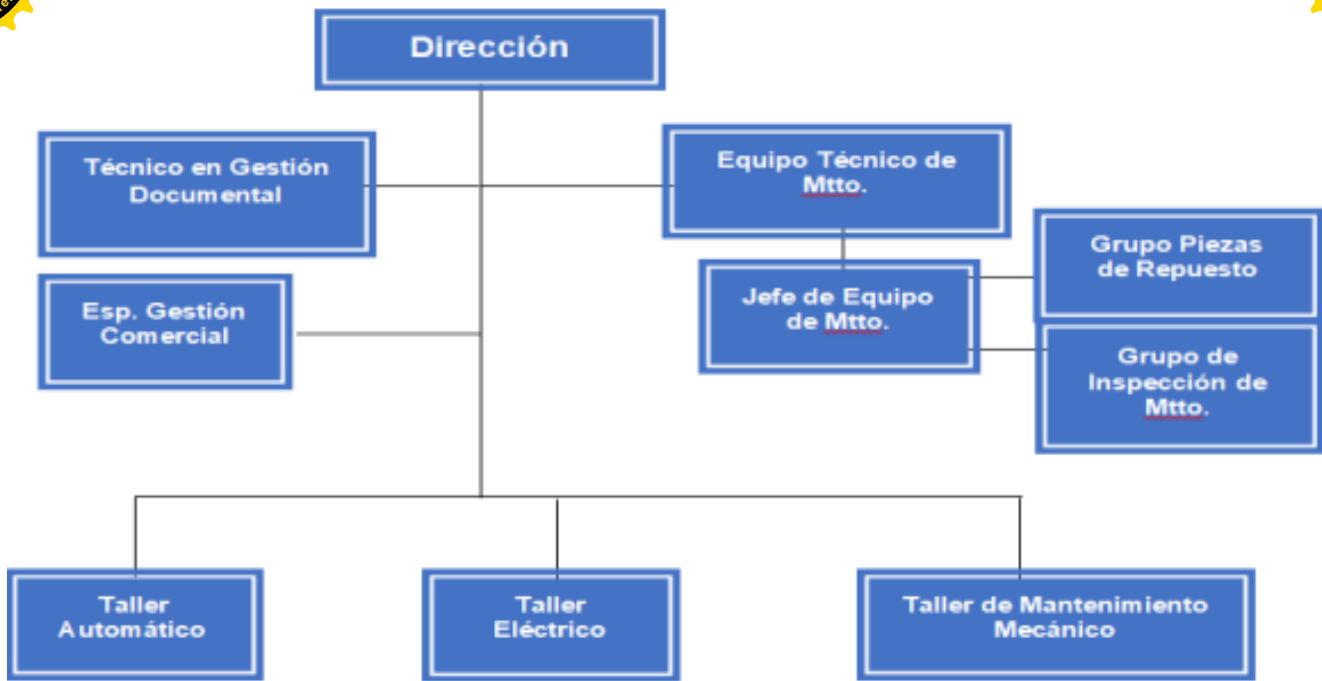 Dirección
Técnico en Gestión
Documental
Equipo Técnico de
Mtto.
Grupo Piezas
de Repuesto
Esp. Gestión
Comercial
Jefe de Equipo
de Mtto.
Grupo de
Inspección de
Mtto.
Taller
Automático
Taller
Eléctrico
Taller de Mantenimiento
Mecánico